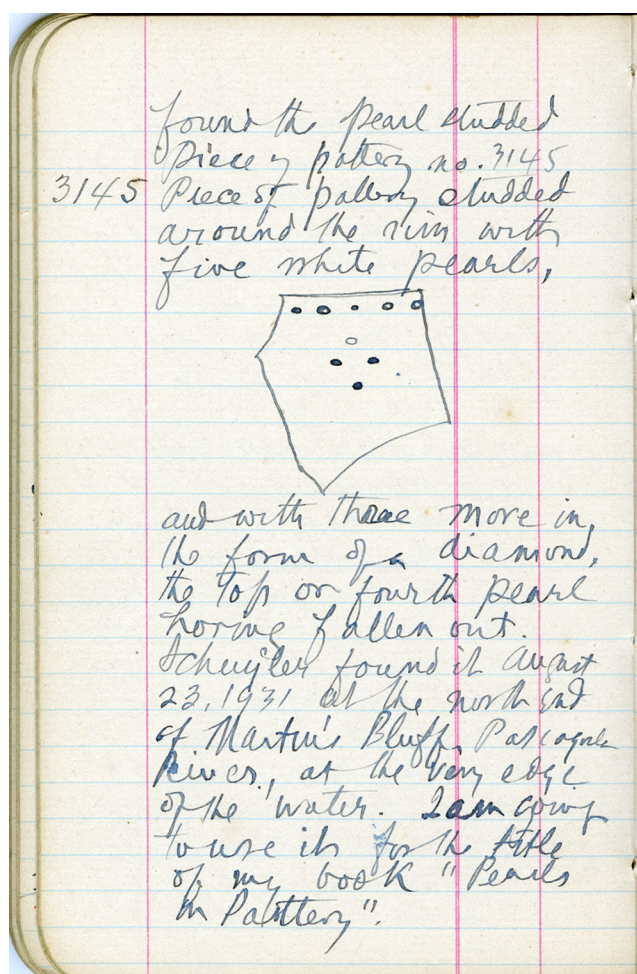 found the pearl studded
Piece of pottery no. 3145
3145 Piece of pottery studded
around the rim with
five white pearls,
and with three more in
the form of a diamond,
the top or fourth pearl
having fallen out.
Schuyler found it August
23, 1931 at the north end
of Martin's Bluff, Pascagoula
River, at the very edge
of the water. I am going
to use it for the title
of my book "Pearls
in Pottery".